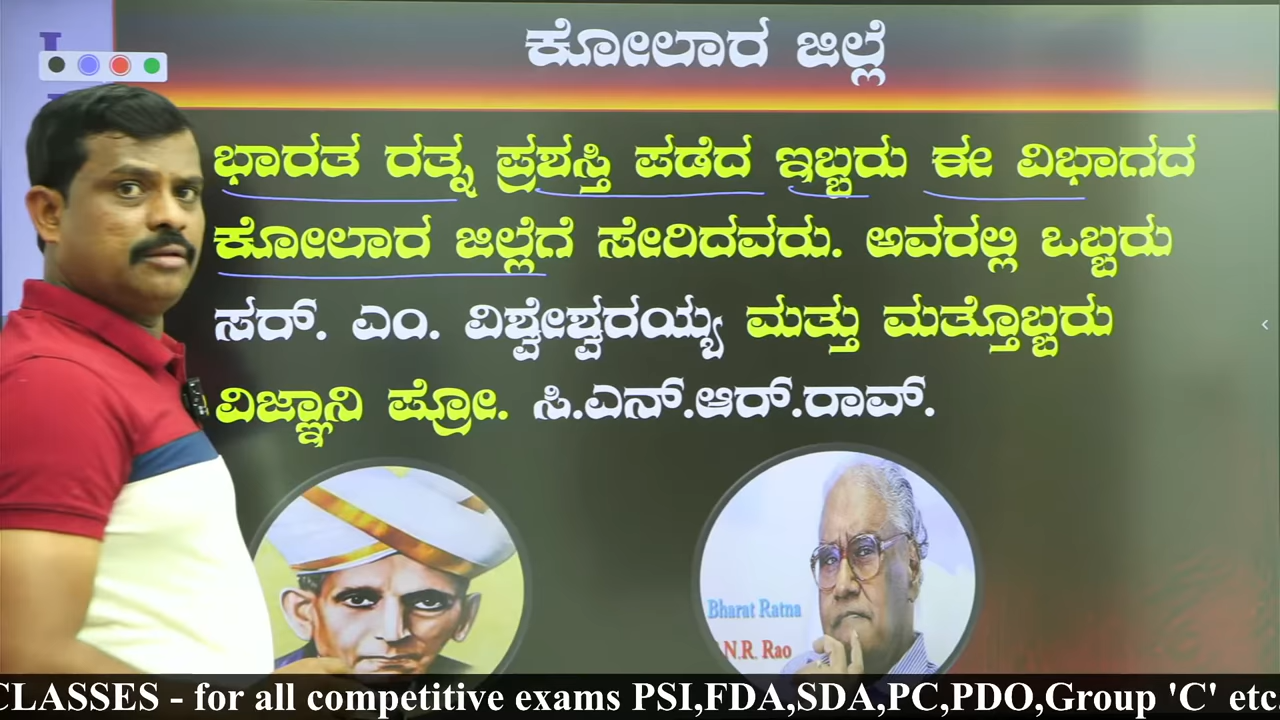 ಕೋಲಾರ ಜಿಲ್ಲೆ
ಭಾರತ ರತ್ನ ಪ್ರಶಸ್ತಿ ಪಡೆದ ಇಬ್ಬರು ಈ ವಿಭಾಗದ
ಕೋಲಾರ ಜಿಲ್ಲೆಗೆ ಸೇರಿದವರು. ಅವರಲ್ಲಿ ಒಬ್ಬರು
ಸರ್. ಎಂ. ವಿಶ್ವೇಶ್ವರಯ್ಯ ಮತ್ತು ಮತ್ತೊಬ್ಬರು
ವಿಜ್ಞಾನಿ ಪ್ರೋ. ಸಿ.ಎನ್.ಆರ್.ರಾವ್.
Bharat Ratna
N.R. Rao
CLASSES - for all competitive exams PSI,FDA,SDA,PC,PDO,Group 'C' etc.